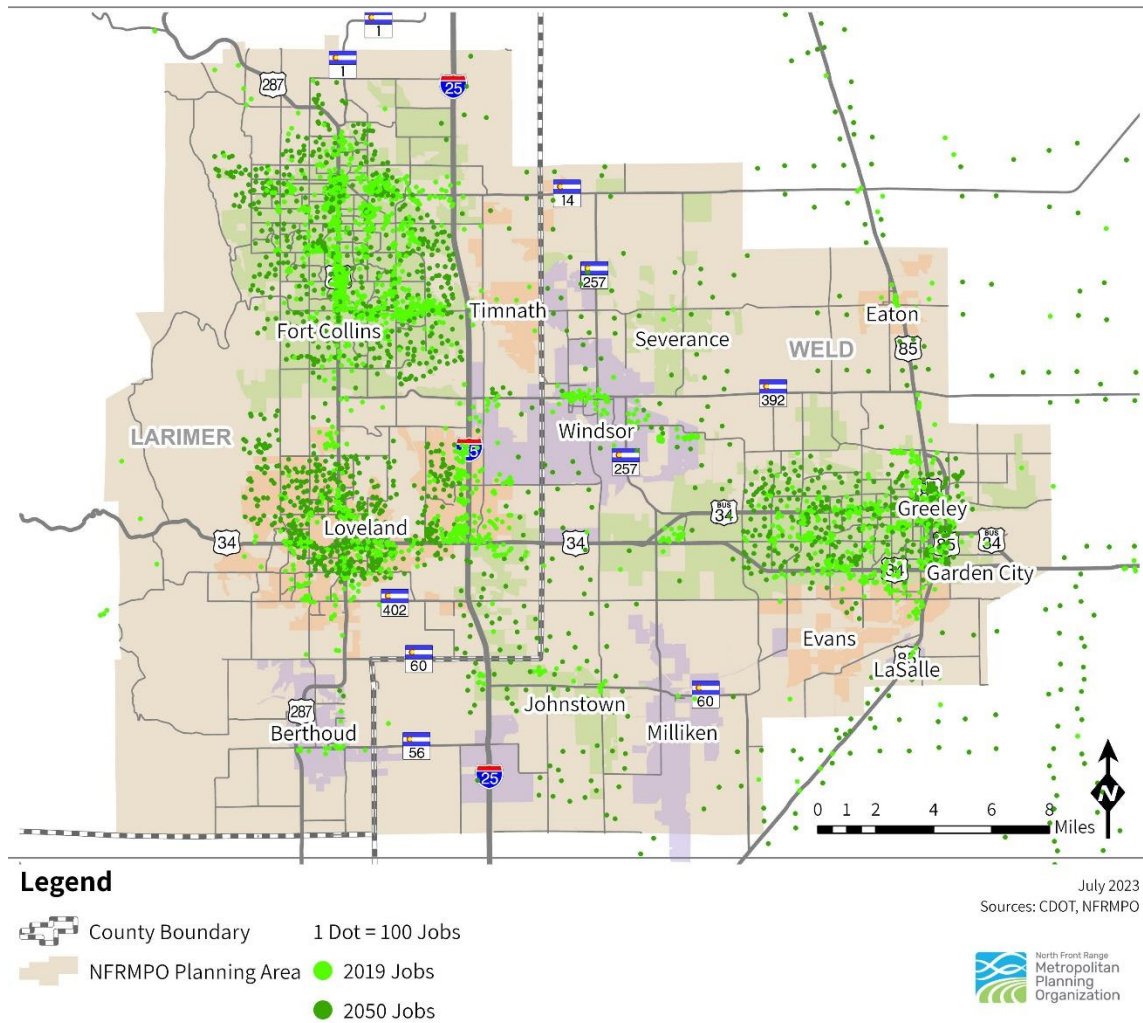 1
1
287
25
14
257
Timnath
Fort Collins
Severance
Eaton
85
WELD
392
LARIMER
Windsor
257
Loveland
34
34
BUS
34
Greeley
85
BUS
34
34
Garden City
402
Evans
60
LaSalle
60
287
Johnstown
Milliken
Berthoud
56
25
0 1 2 4 6 8
Miles
N
Legend
County Boundary
NFRMPO Planning Area
1 Dot = 100 Jobs
2019 Jobs
2050 Jobs
July 2023
Sources: CDOT, NFRMPO
North Front Range
Metropolitan
Planning
Organization